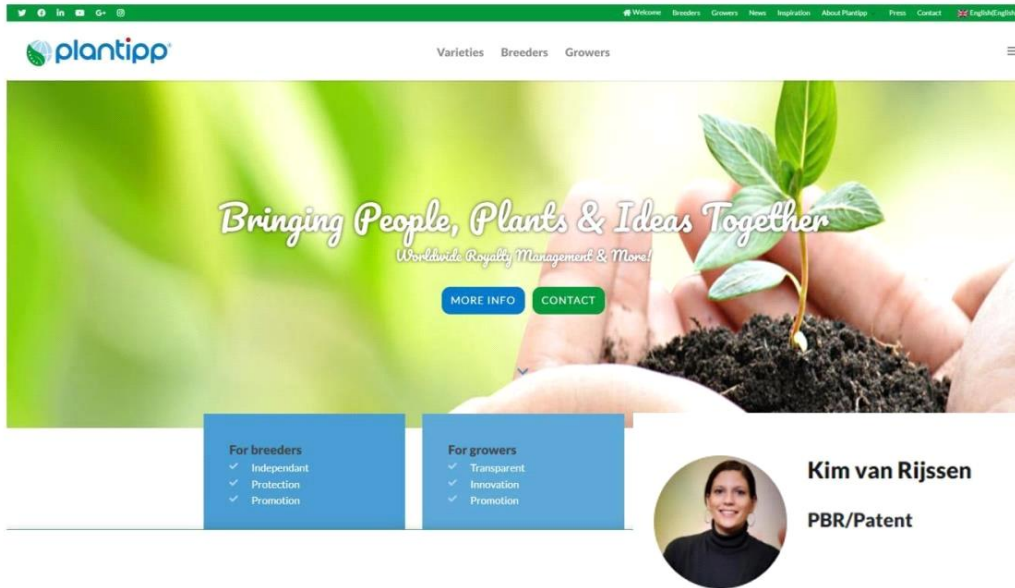 Welcome Breeders Growers News Inspiration About Plantipp Press Contact English(English
plantipp
Varieties Breeders Growers
Bringing People, Plants & Ideas Together
Worldwide Royalty Management & More!
MORE INFO CONTACT
For breeders
Independant
Protection
Promotion
For growers
Transparent
Innovation
Promotion
Kim van Rijssen
PBR/Patent